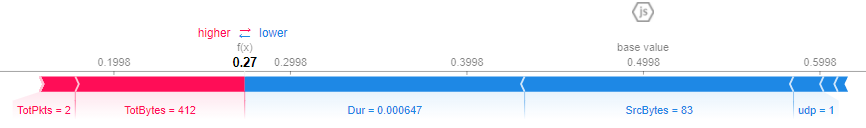 js
higher lower
f(x) base value
0.1998 0.27 0.2998 0.3998 0.4998 0.5998
TotPkts = 2 TotBytes = 412 Dur = 0.000647 SrcBytes = 83 udp = 1